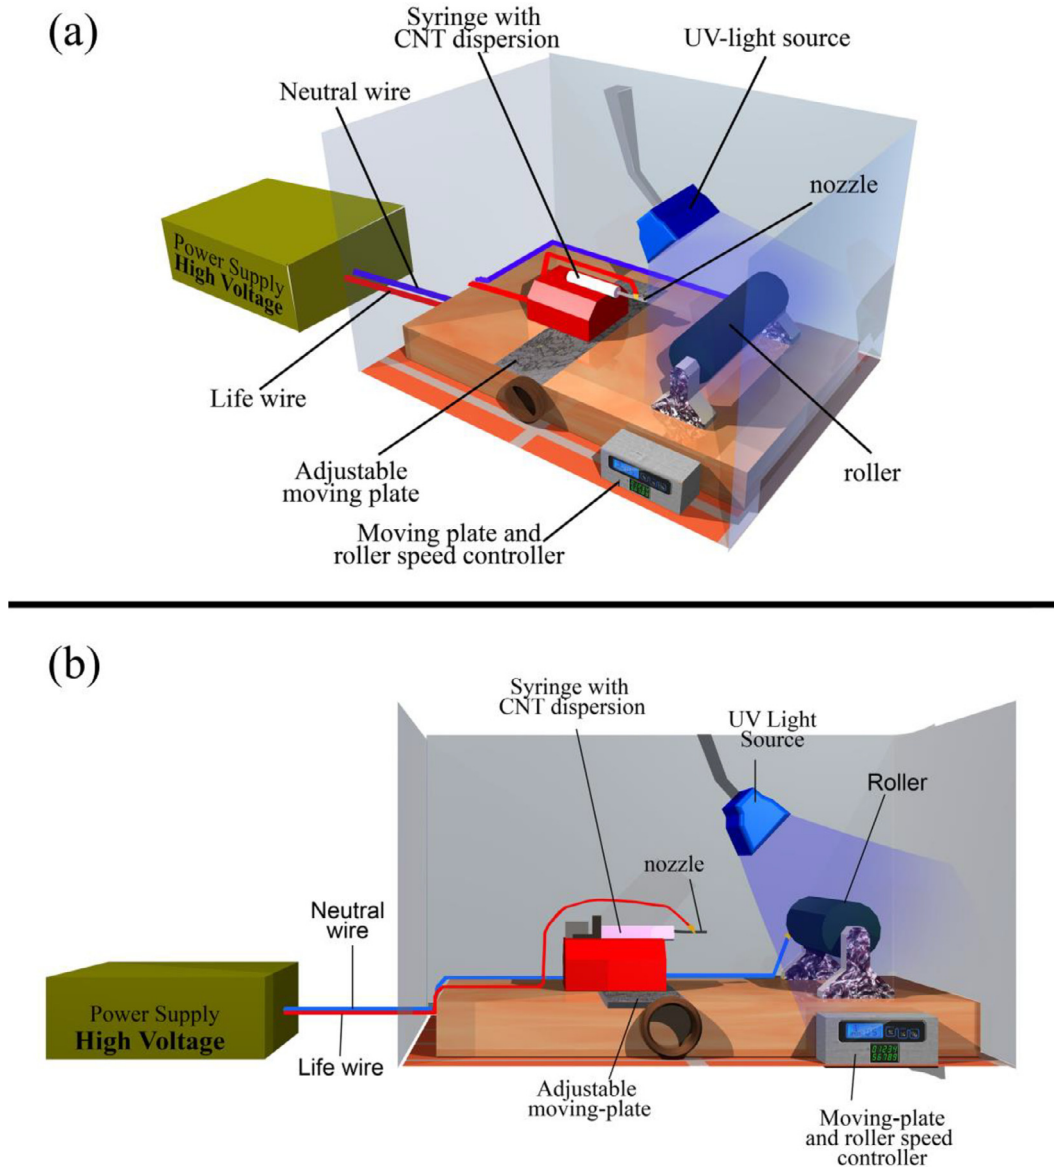 (a)
Syringe with
CNT dispersion
UV-light source
Neutral wire
nozzle
Power Supply
High Voltage
Life wire
roller
Adjustable
moving plate
Moving plate and
roller speed controller
(b)
Syringe with
CNT dispersion
UV Light
Source
Roller
nozzle
Neutral
wire
Power Supply
High Voltage
Life wire
01234
56789
Adjustable
moving-plate
Moving-plate
and roller speed
controller